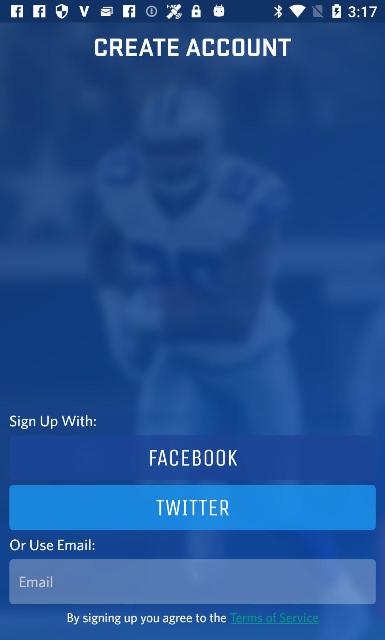 3:17
CREATE ACCOUNT
Sign Up With:
FACEBOOK
TWITTER
Or Use Email:
Email
By signing up you agree to the Terms of Service